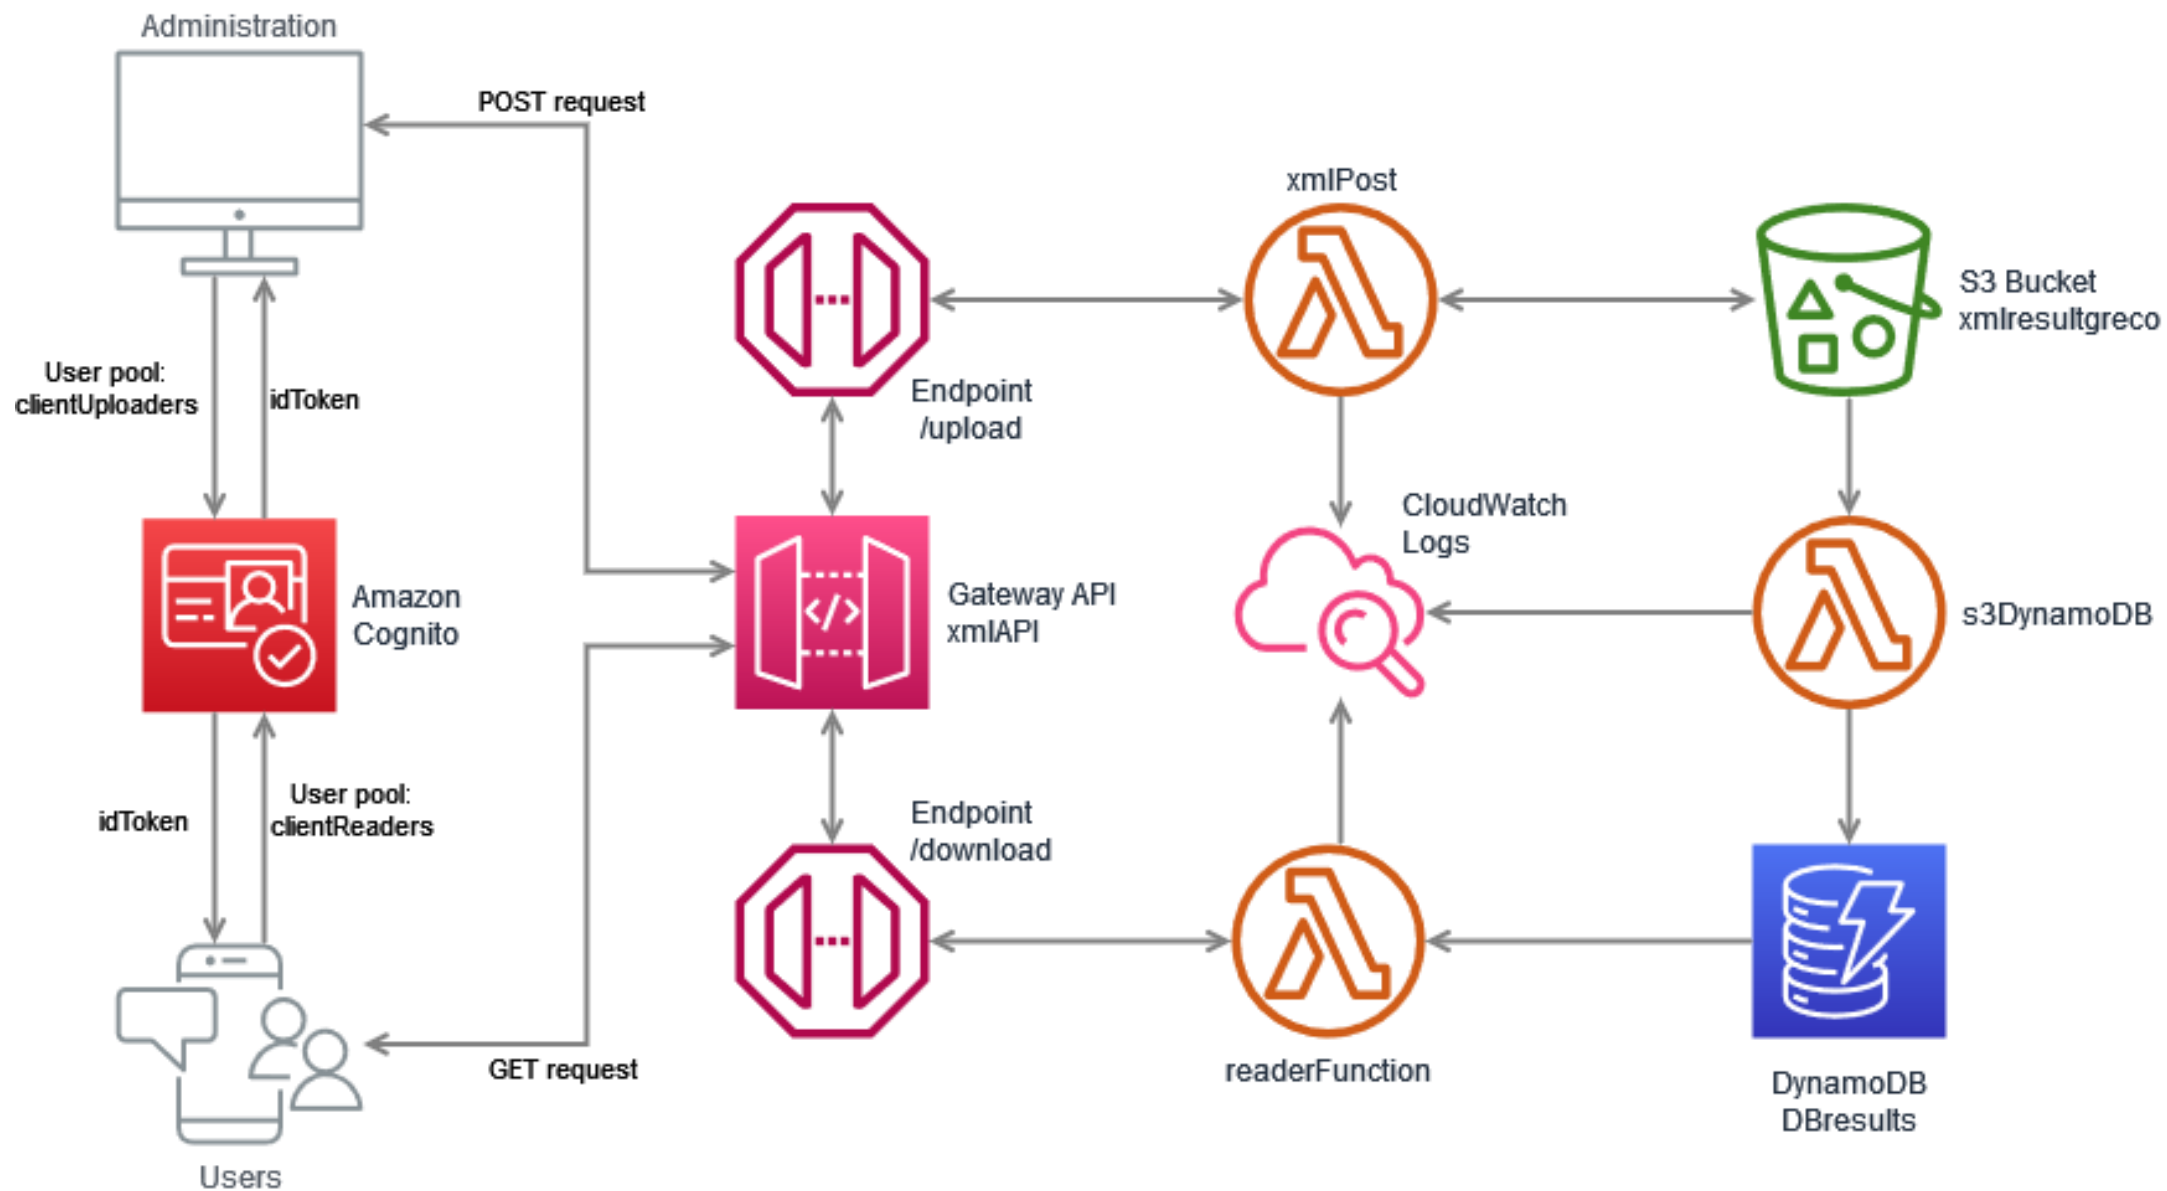 Administration
POST request
xmlPost
S3 Bucket
xmlresultgreco
User pool:
clientUploaders
idToken
Endpoint
/upload
CloudWatch
Logs
Amazon
Cognito
Gateway API
xmlAPI
s3DynamoDB
idToken
User pool:
clientReaders
Endpoint
/download
GET request
readerFunction
DynamoDB
DBresults
Users